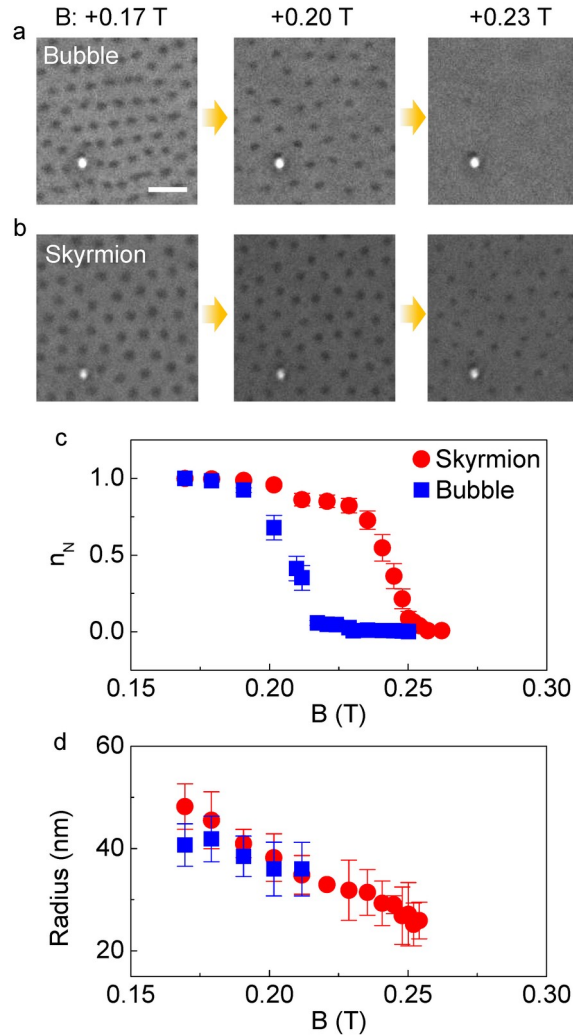 B: +0.17 T +0.20 T +0.23 T
a
Bubble
b
Skyrmion
c
Skyrmion
Bubble
1.0
0.5
0.0
n_N
0.15 0.20 0.25 0.30
B (T)
d
60
40
20
Radius (nm)
0.15 0.20 0.25 0.30
B (T)